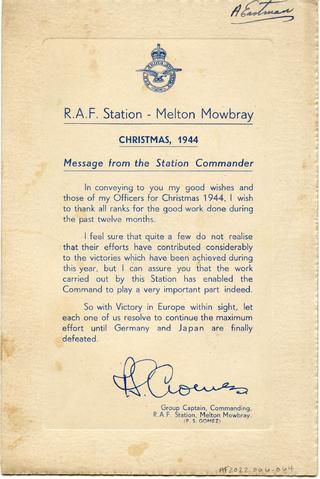 A Eastman
R.A.F. Station - Melton Mowbray
CHRISTMAS, 1944
Message from the Station Commander
In conveying to you my good wishes and
those of my Officers for Christmas 1944, I wish
to thank all ranks for the good work done during
the past twelve months.
I feel sure that quite a few do not realise
that their efforts have contributed considerably
to the victories which have been achieved during
this year, but I can assure you that the work
carried out by this Station has enabled the
Command to play a very important part indeed.
So with Victory in Europe within sight, let
each one of us resolve to continue the maximum
effort until Germany and Japan are finally
defeated.
Group Captain, Commanding,
R.A.F. Station, Melton Mowbray
(P. S. GOMEZ)
AF2022.066.064